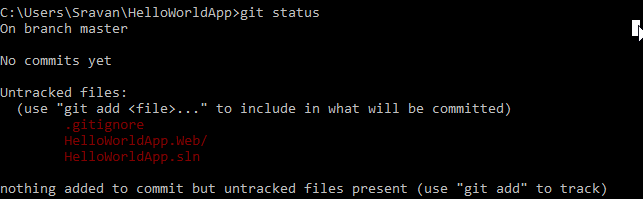 C:\Users\Sravan\HelloWorldApp>git status
On branch master
No commits yet
Untracked files:
(use "git add <file>..." to include in what will be committed)
.gitignore
HelloWorldApp.Web/
HelloWorldApp.sln
nothing added to commit but untracked files present (use "git add" to track)